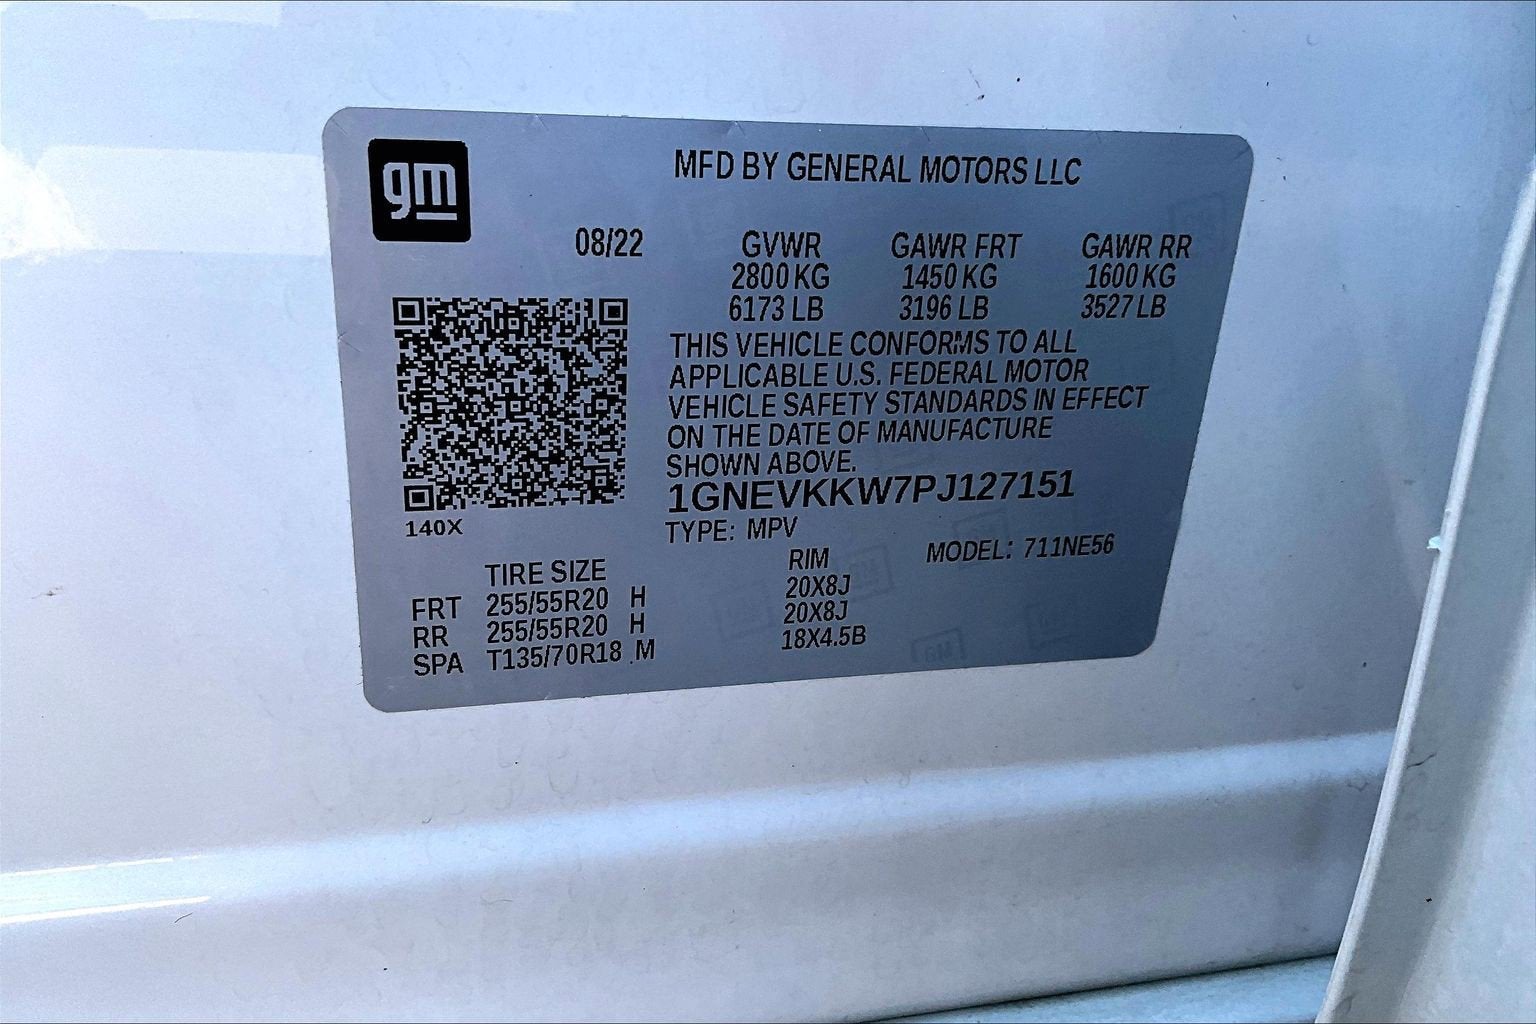 gm
MFD BY GENERAL MOTORS LLC
08/22 GVWR GAWR FRT GAWR RR
2800 KG 1450 KG 1600 KG
6173 LB 3196 LB 3527 LB
THIS VEHICLE CONFORMS TO ALL
APPLICABLE U.S. FEDERAL MOTOR
VEHICLE SAFETY STANDARDS IN EFFECT
ON THE DATE OF MANUFACTURE
SHOWN ABOVE.
1GNEVKKW7PJ127151
140X
TYPE: MPV
MODEL: 711NE56
TIRE SIZE RIM
FRT 255/55R20 H 20X8J
RR 255/55R20 H 20X8J
SPA T135/70R18 M 18X4.5B